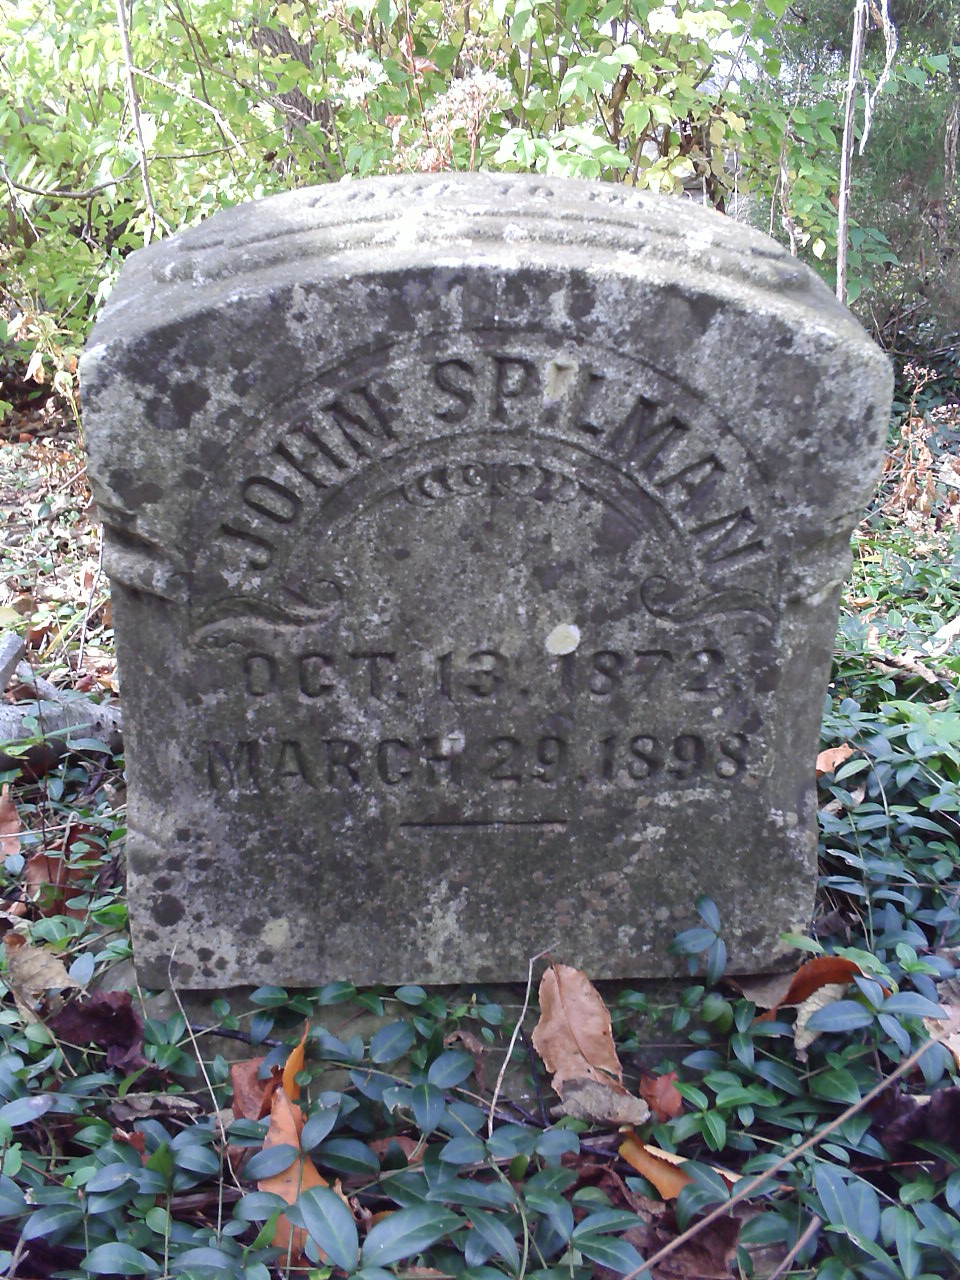 JOHN SPILMAN
OCT. 13. 1872.
MARCH 29. 1898